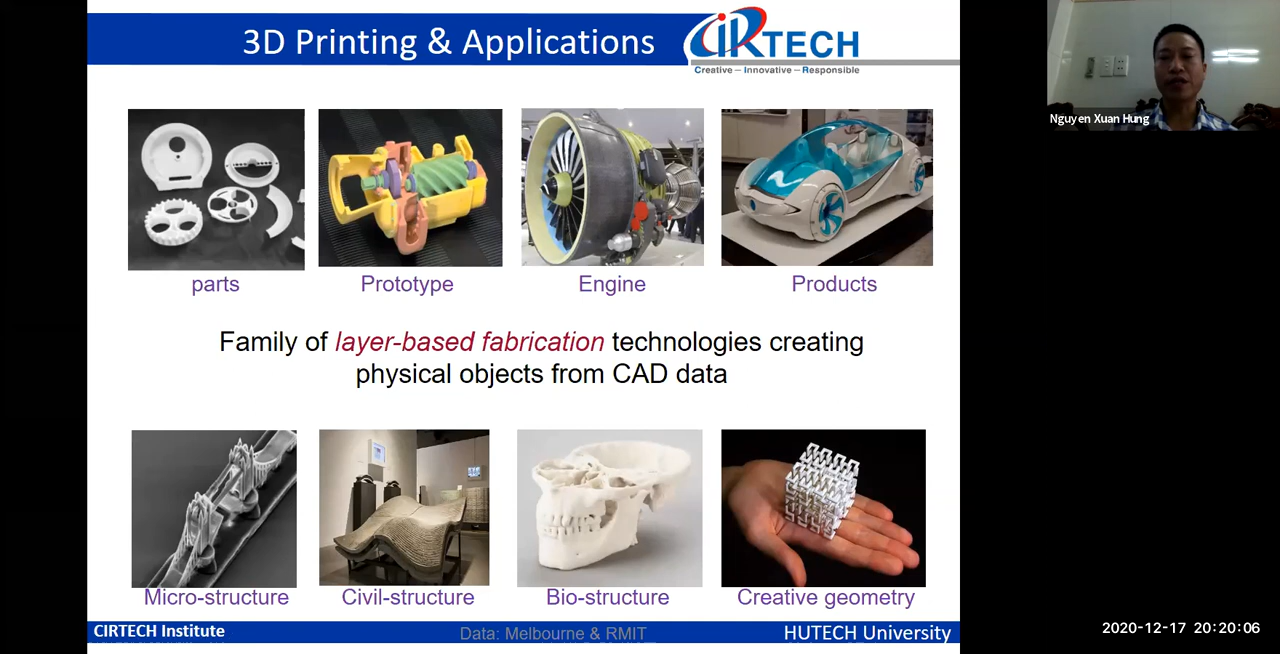 3D Printing & Applications
CIRTECH
Creative – Innovative – Responsible
Nguyen Xuan Hung
parts
Prototype
Engine
Products
Family of layer-based fabrication technologies creating
physical objects from CAD data
Micro-structure
Civil-structure
Bio-structure
Creative geometry
CIRTECH Institute
Data: Melbourne & RMIT
HUTECH University
2020-12-17 20:20:06